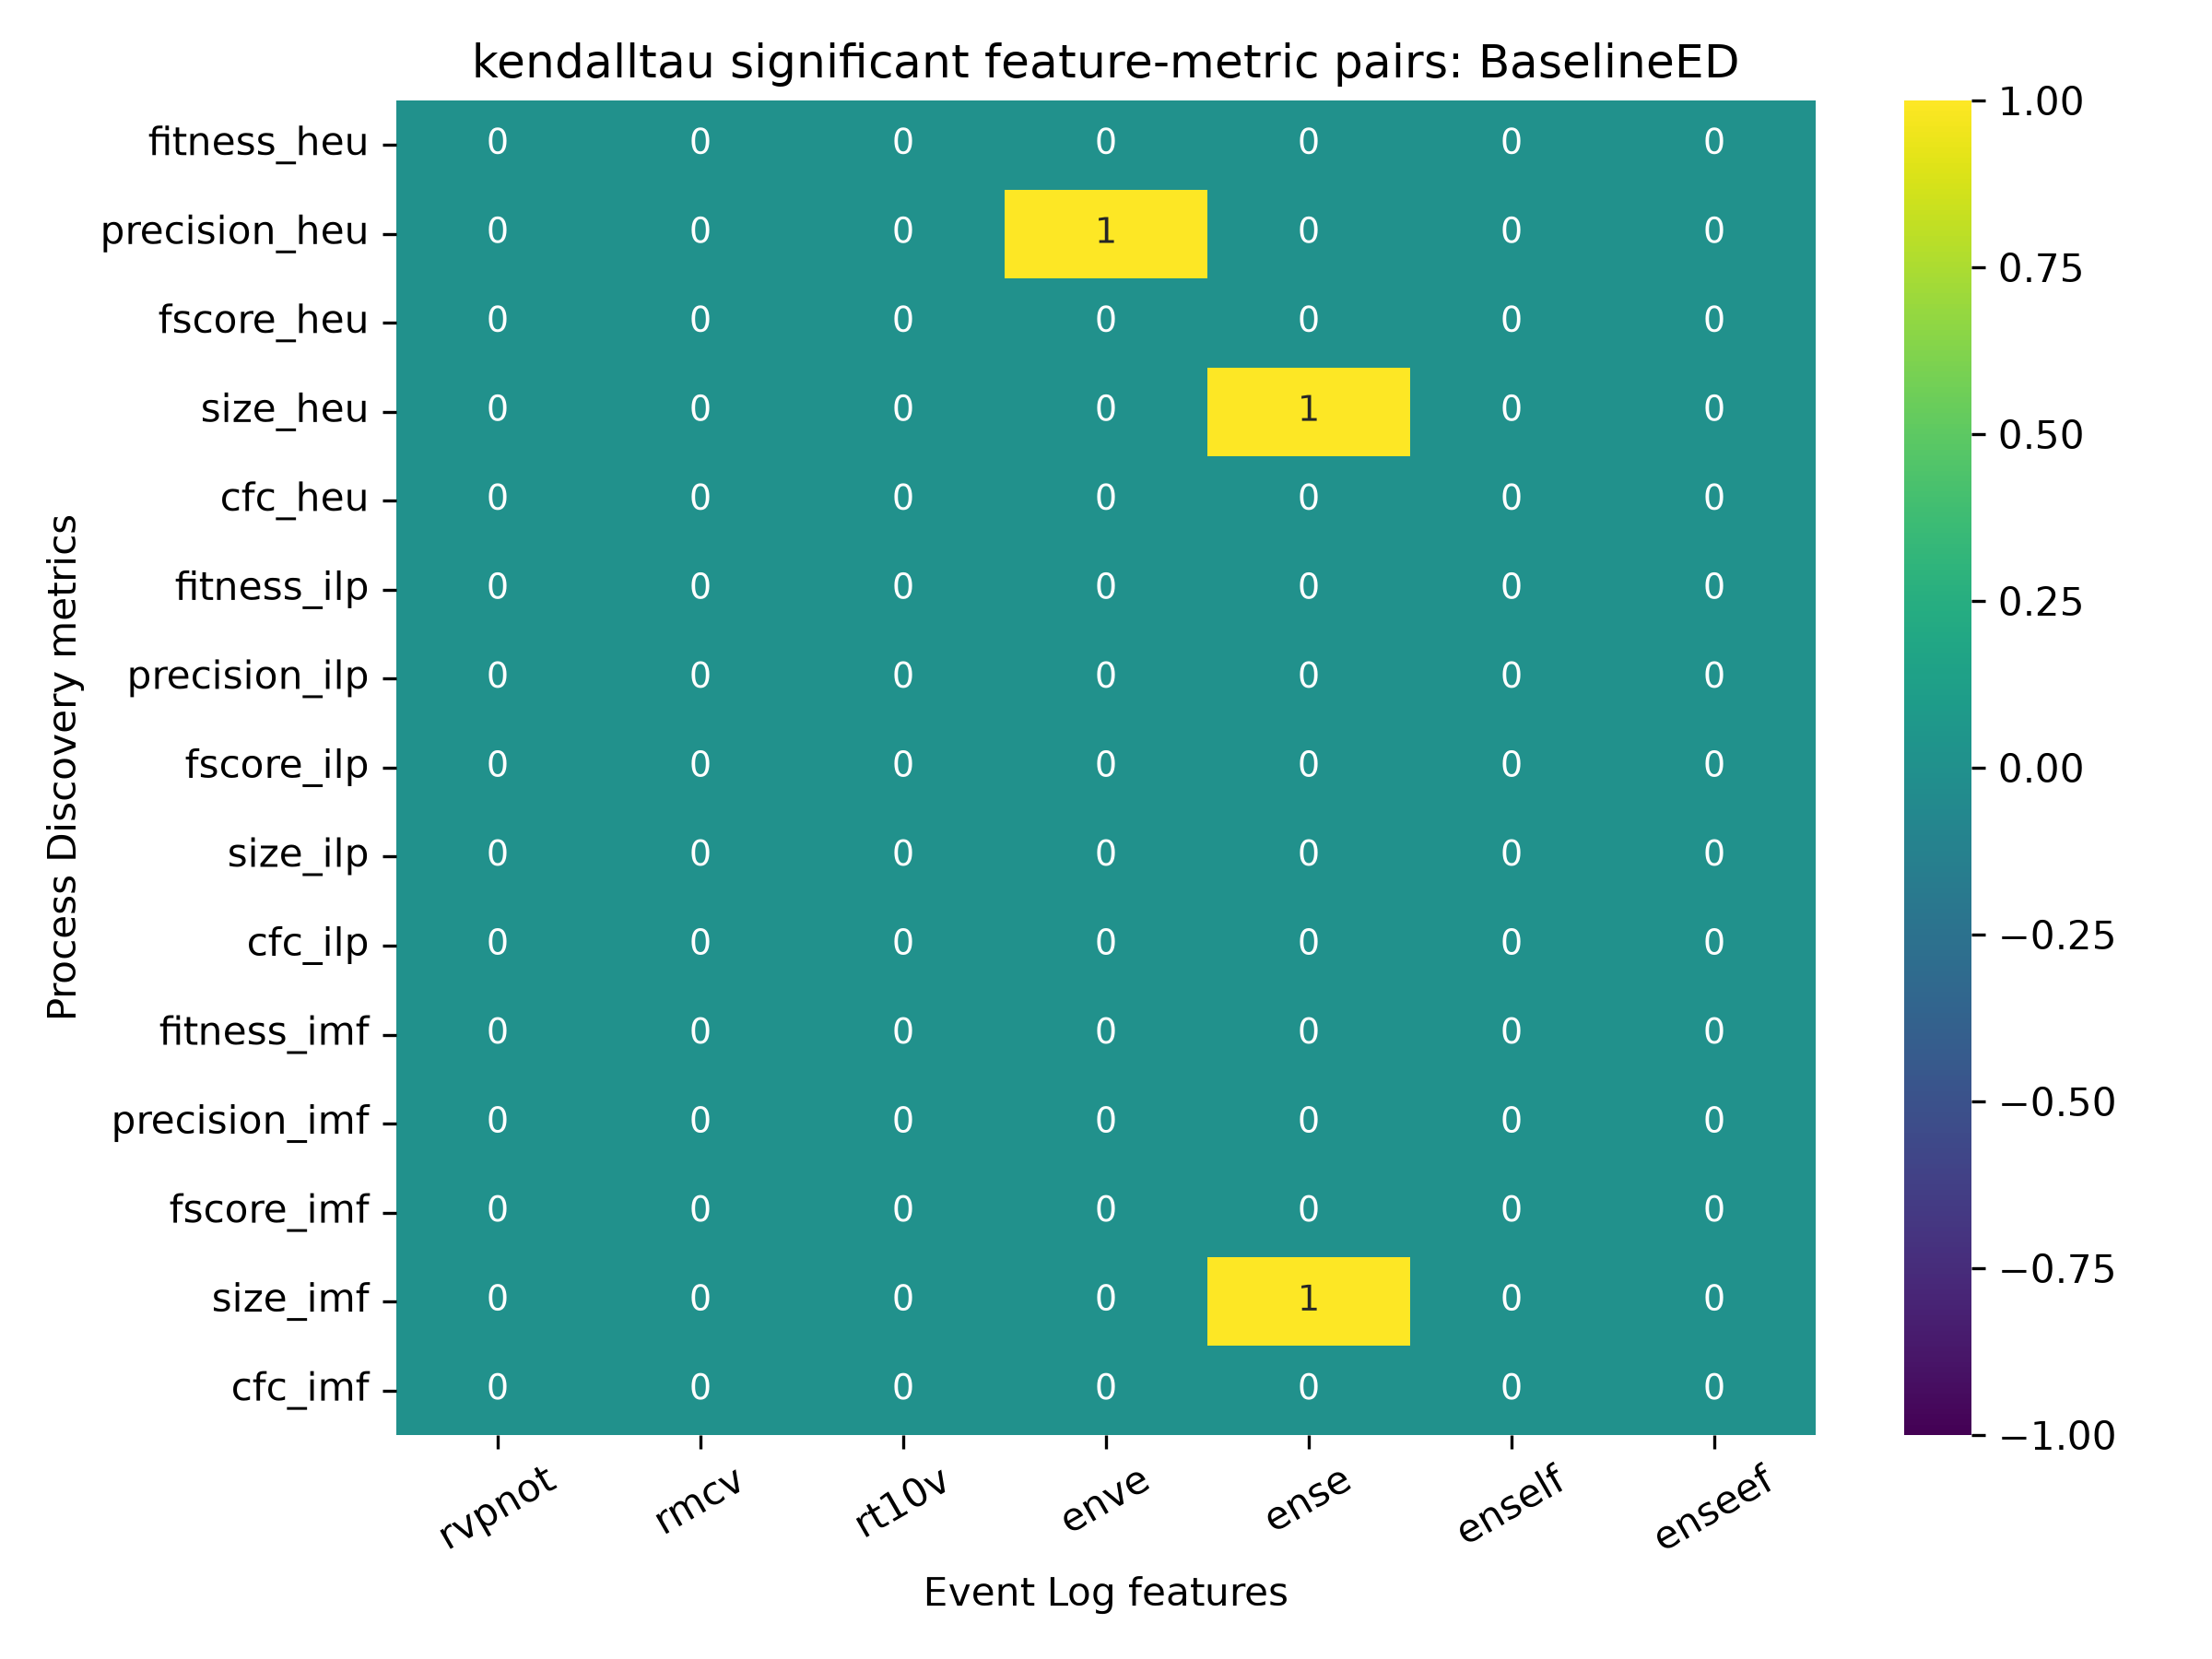 kendalltau significant feature-metric pairs: BaselineED
fitness_heu 0 0 0 0 0 0 0
precision_heu 0 0 0 1 0 0 0
fscore_heu 0 0 0 0 0 0 0
size_heu 0 0 0 0 1 0 0
cfc_heu 0 0 0 0 0 0 0
fitness_ilp 0 0 0 0 0 0 0
precision_ilp 0 0 0 0 0 0 0
fscore_ilp 0 0 0 0 0 0 0
size_ilp 0 0 0 0 0 0 0
cfc_ilp 0 0 0 0 0 0 0
fitness_imf 0 0 0 0 0 0 0
precision_imf 0 0 0 0 0 0 0
fscore_imf 0 0 0 0 0 0 0
size_imf 0 0 0 0 1 0 0
cfc_imf 0 0 0 0 0 0 0
rvpnot rmcv rt10v enve ense enself enseef
Event Log features
Process Discovery metrics
1.00
0.75
0.50
0.25
0.00
−0.25
−0.50
−0.75
−1.00